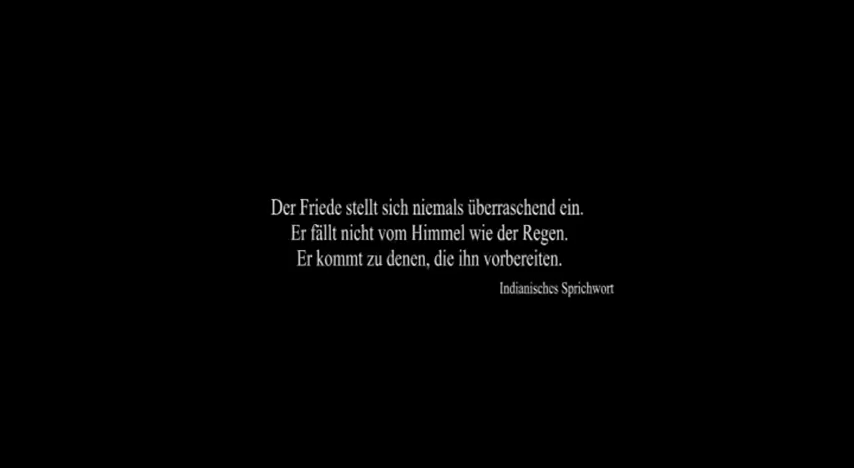 Der Friede stellt sich niemals überraschend ein.
Er fällt nicht vom Himmel wie der Regen.
Er kommt zu denen, die ihn vorbereiten.
Indianisches Sprichwort